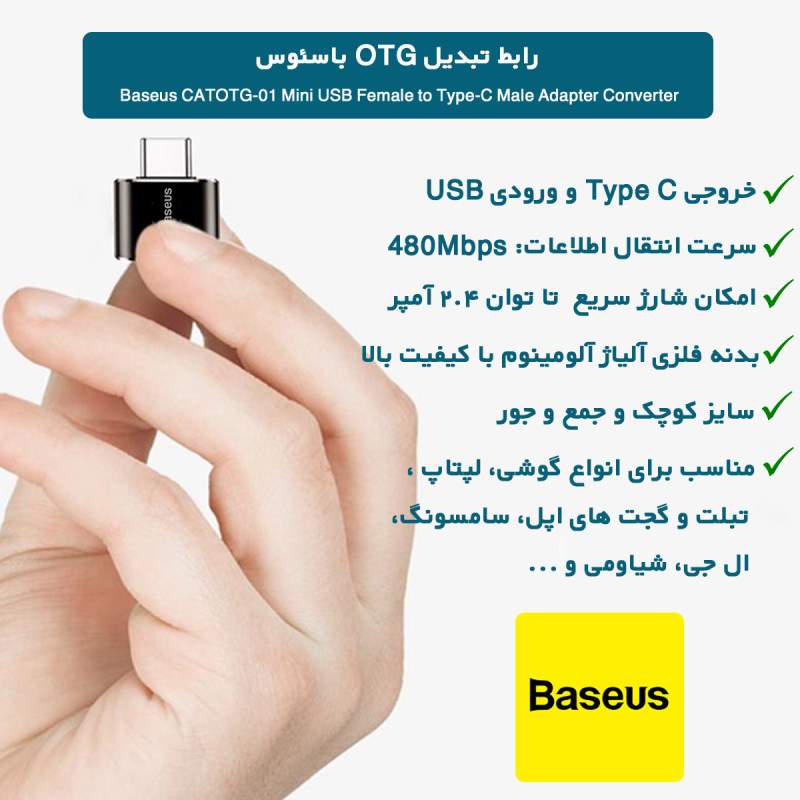 رابط تبدیل OTG باسئوس
Baseus CATOTG-01 Mini USB Female to Type-C Male Adapter Converter
Baseus
خروجی Type C و ورودی USB
سرعت انتقال اطلاعات: 480Mbps
امکان شارژ سریع تا توان ۲.۴ آمپر
بدنه فلزی آلیاژ آلومینوم با کیفیت بالا
سایز کوچک و جمع و جور
مناسب برای انواع گوشی، لپتاپ ،
تبلت و گجت های اپل، سامسونگ،
ال جی، شیاومی و ...
Baseus